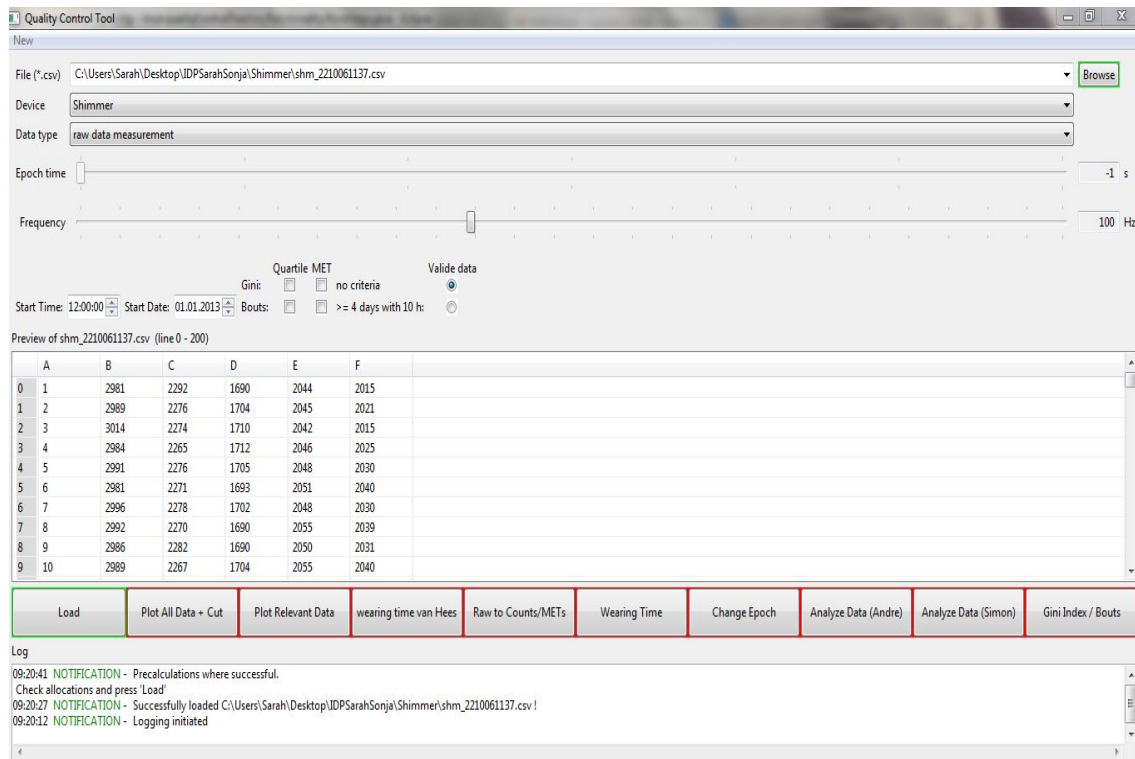 Quality Control Tool
New
File (*.csv) C:\Users\Sarah\Desktop\IDPSarahSonja\Shimmer\shm_2210061137.csv Browse
Device Shimmer
Data type raw data measurement
Epoch time -1 s
Frequency 100 Hz
Quartile MET Valide data
Gini: no criteria
Start Time: 12:00:00 Start Date: 01.01.2013 Bouts: >= 4 days with 10 h:
Preview of shm_2210061137.csv (line 0 - 200)
A B C D E F
0 1 2981 2292 1690 2044 2015
1 2 2989 2276 1704 2045 2021
2 3 3014 2274 1710 2042 2015
3 4 2984 2265 1712 2046 2025
4 5 2991 2276 1705 2048 2030
5 6 2981 2271 1693 2051 2040
6 7 2996 2278 1702 2048 2030
7 8 2992 2270 1690 2055 2039
8 9 2986 2282 1690 2050 2031
9 10 2989 2267 1704 2055 2040
Load Plot All Data + Cut Plot Relevant Data wearing time van Hees Raw to Counts/METs Wearing Time Change Epoch Analyze Data (Andre) Analyze Data (Simon) Gini Index / Bouts
Log
09:20:41 NOTIFICATION - Precalculations where successful.
Check allocations and press 'Load'
09:20:27 NOTIFICATION - Successfully loaded C:\Users\Sarah\Desktop\IDPSarahSonja\Shimmer\shm_2210061137.csv !
09:20:12 NOTIFICATION - Logging initiated